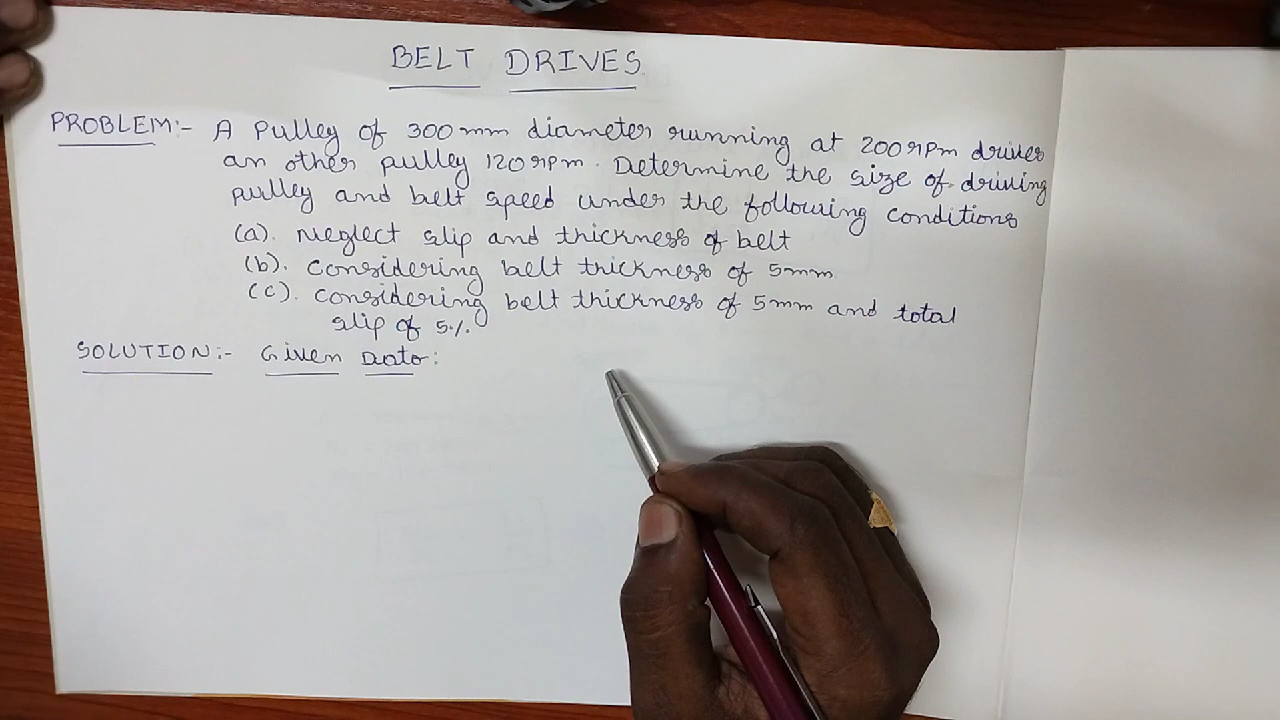 BELT DRIVES
PROBLEM:- A Pulley of 300mm diameter running at 200rpm drives
an other pulley 120rpm. Determine the size of driving
pulley and belt speed under the following conditions
(a). Neglect slip and thickness of belt
(b). Considering belt thickness of 5mm
(c). Considering belt thickness of 5mm and total
slip of 5%
SOLUTION:- Given Data: